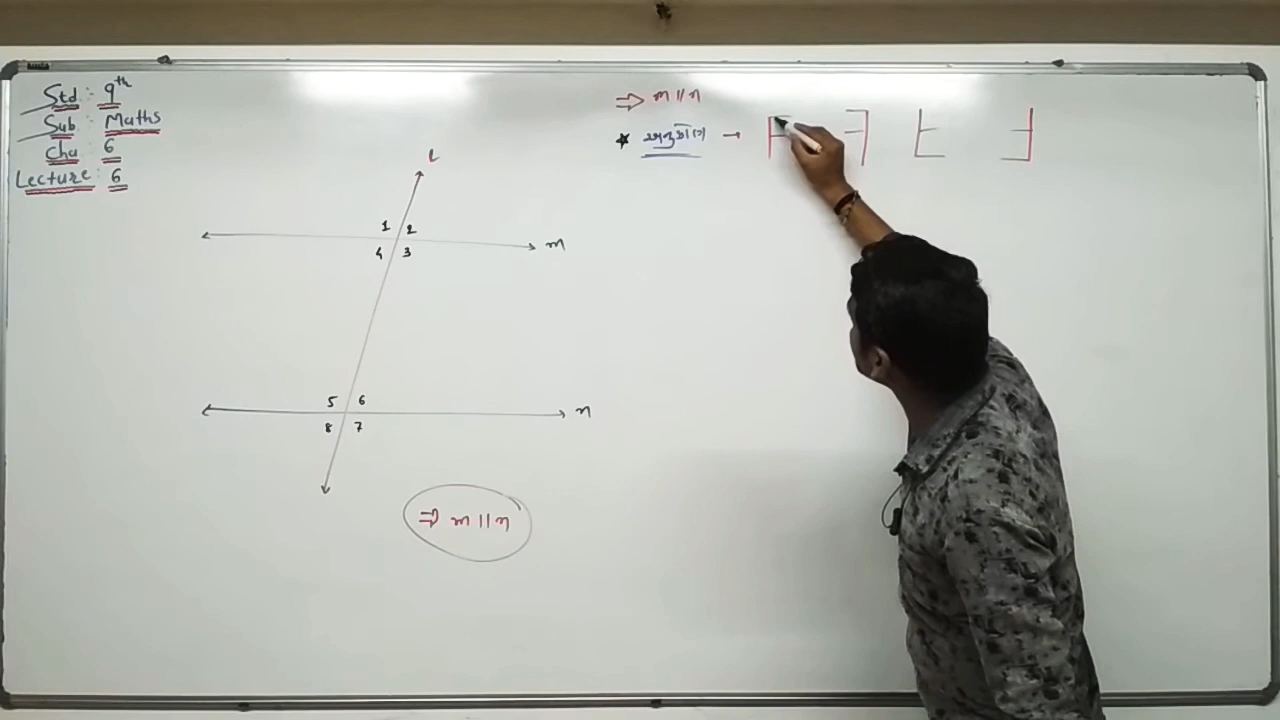 Std : 9th
Sub : Maths
Cha : 6
Lecture : 6
⇒ m || n
★ અનુકોણ →
l
1 2
m
4 3
5 6
n
8 7
⇒ m || n